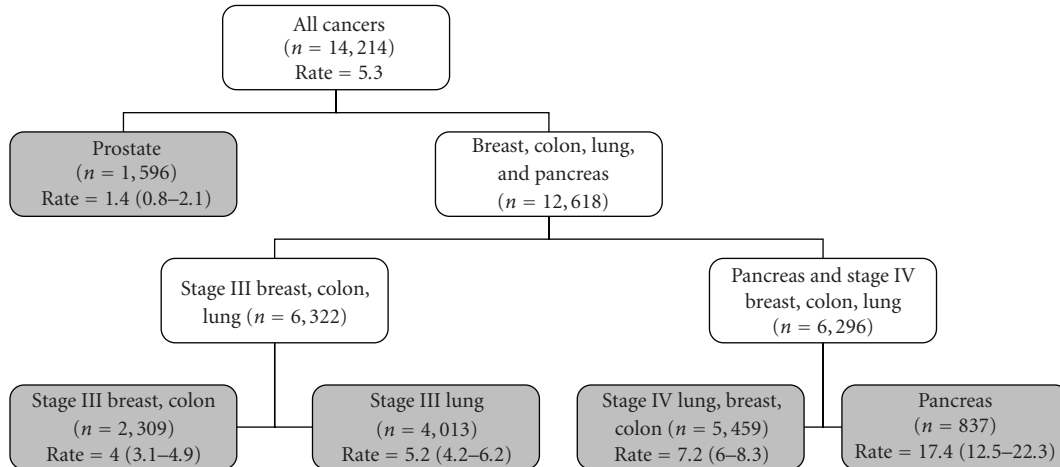 All cancers
(n = 14, 214)
Rate = 5.3
Prostate
(n = 1, 596)
Rate = 1.4 (0.8–2.1)
Breast, colon, lung,
and pancreas
(n = 12, 618)
Stage III breast, colon,
lung (n = 6, 322)
Pancreas and stage IV
breast, colon, lung
(n = 6, 296)
Stage III breast, colon
(n = 2, 309)
Rate = 4 (3.1–4.9)
Stage III lung
(n = 4, 013)
Rate = 5.2 (4.2–6.2)
Stage IV lung, breast,
colon (n = 5, 459)
Rate = 7.2 (6–8.3)
Pancreas
(n = 837)
Rate = 17.4 (12.5–22.3)